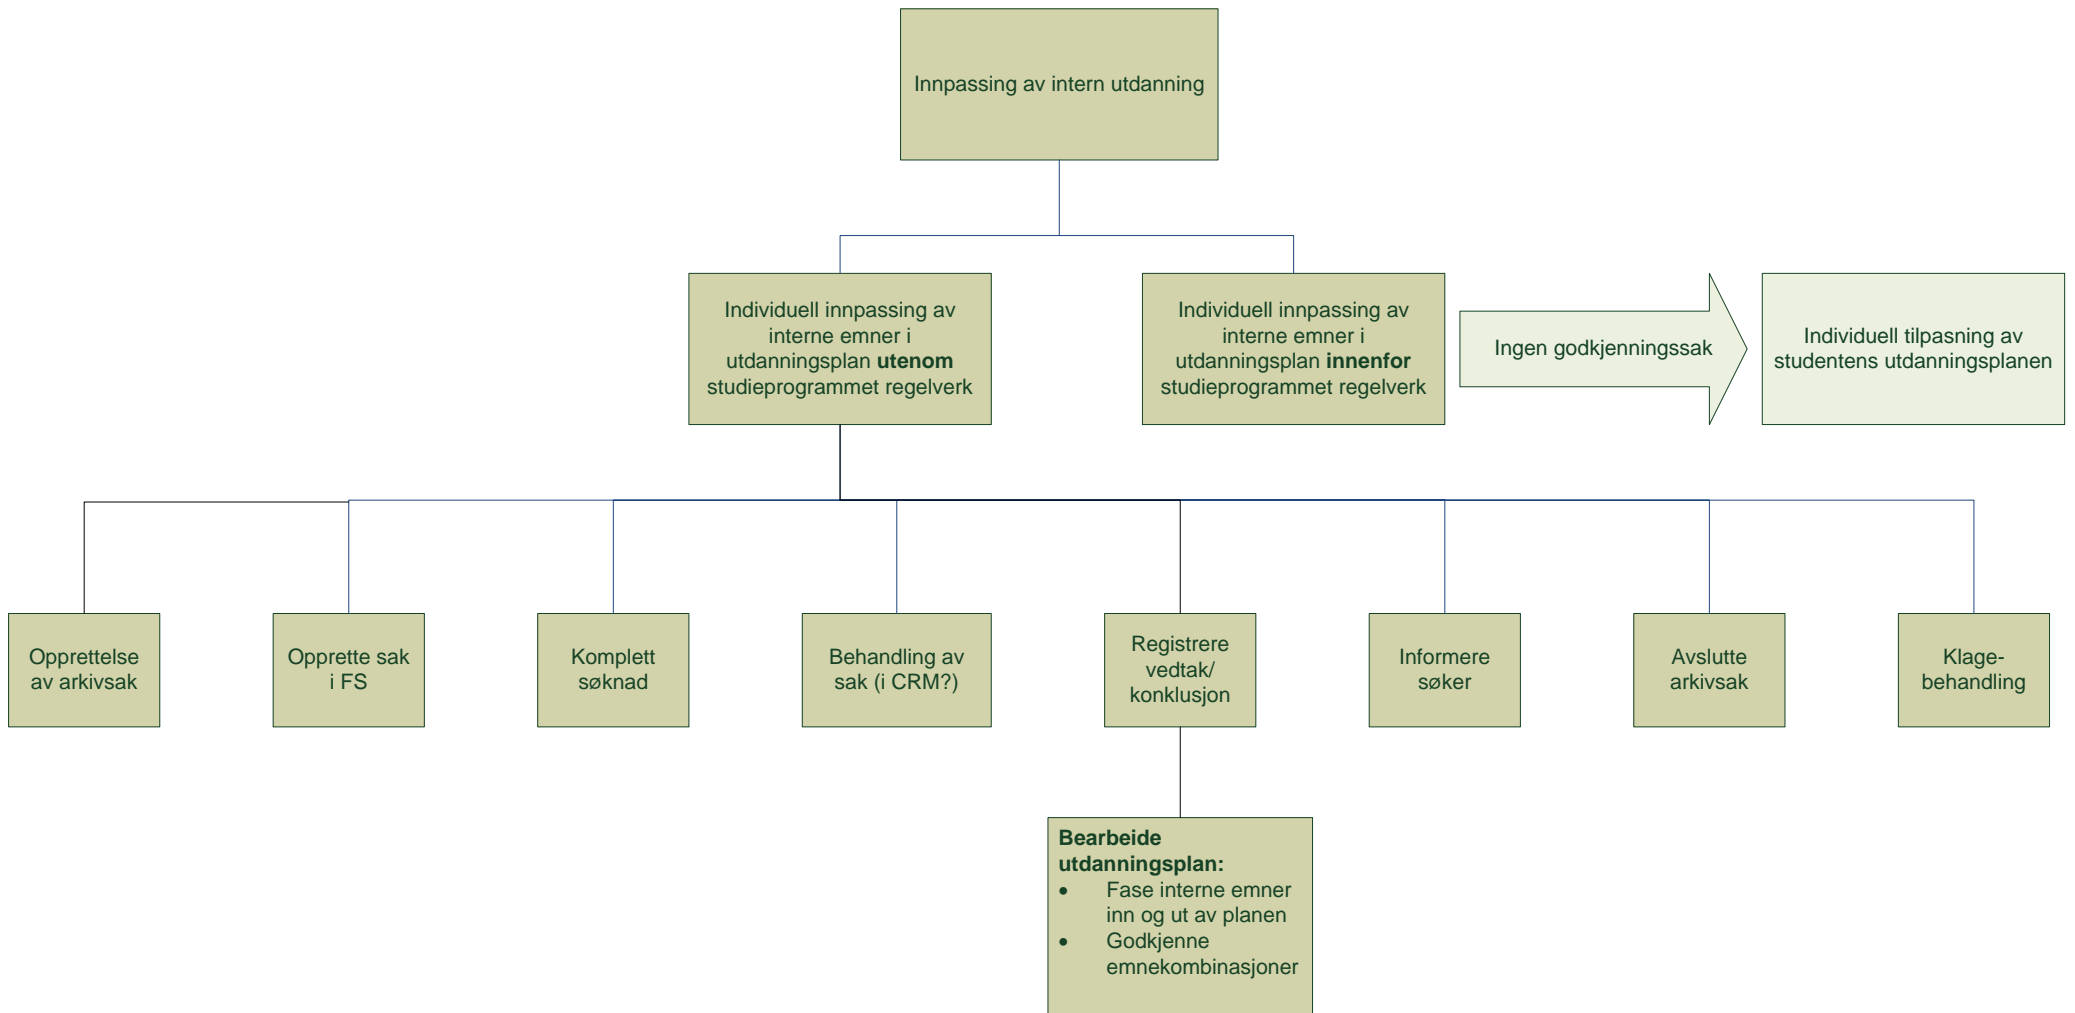 Innpassing av intern utdanning
Individuell innpassing av
interne emner i
utdanningsplan utenom
studieprogrammet regelverk
Individuell innpassing av
interne emner i
utdanningsplan innenfor
studieprogrammet regelverk
Ingen godkjenningssak
Individuell tilpasning av
studentens utdanningsplanen
Opprettelse
av arkivsak
Opprette sak
i FS
Komplett
søknad
Behandling av
sak (i CRM?)
Registrere
vedtak/
konklusjon
Informere
søker
Avslutte
arkivsak
Klage-
behandling
Bearbeide
utdanningsplan:
• Fase interne emner
inn og ut av planen
• Godkjenne
emnekombinasjoner